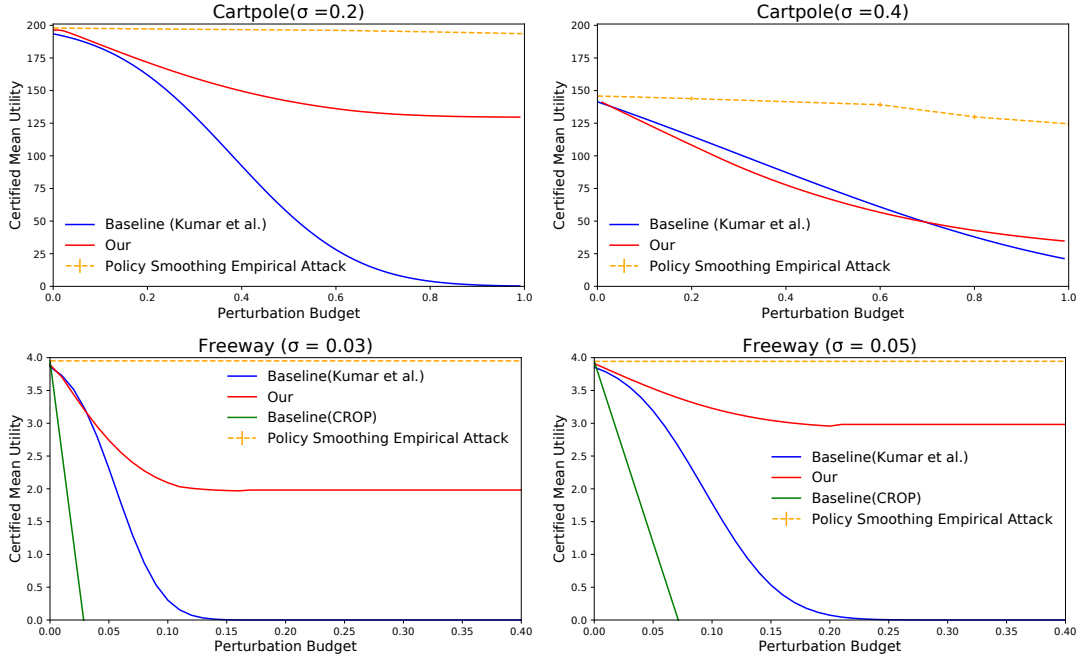 Cartpole(σ =0.2)
Certified Mean Utility
200
175
150
125
100
75
50
25
0
Baseline (Kumar et al.)
Our
Policy Smoothing Empirical Attack
0.0 0.2 0.4 0.6 0.8 1.0
Perturbation Budget
Cartpole(σ =0.4)
Certified Mean Utility
200
175
150
125
100
75
50
25
0
Baseline (Kumar et al.)
Our
Policy Smoothing Empirical Attack
0.0 0.2 0.4 0.6 0.8 1.0
Perturbation Budget
Freeway (σ = 0.03)
Certified Mean Utility
4.0
3.5
3.0
2.5
2.0
1.5
1.0
0.5
0.0
Baseline(Kumar et al.)
Our
Baseline(CROP)
Policy Smoothing Empirical Attack
0.00 0.05 0.10 0.15 0.20 0.25 0.30 0.35 0.40
Perturbation Budget
Freeway (σ = 0.05)
Certified Mean Utility
4.0
3.5
3.0
2.5
2.0
1.5
1.0
0.5
0.0
Baseline(Kumar et al.)
Our
Baseline(CROP)
Policy Smoothing Empirical Attack
0.00 0.05 0.10 0.15 0.20 0.25 0.30 0.35 0.40
Perturbation Budget